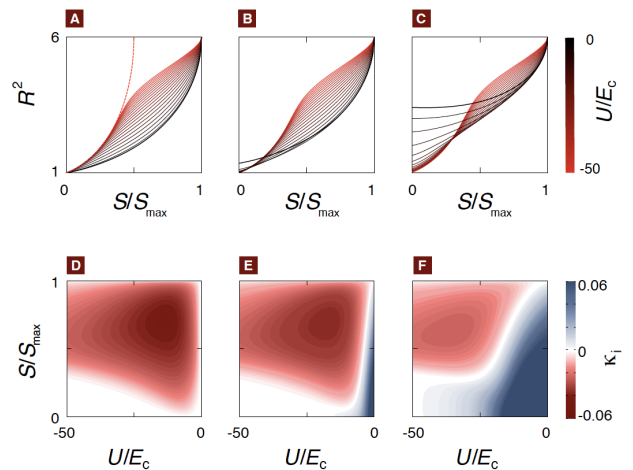 A B C
6
R²
1
0 S/Smax 1
0 S/Smax 1
0 S/Smax 1
0
U/Ec
-50
D E F
1
S/Smax
0
-50 U/Ec 0
-50 U/Ec 0
-50 U/Ec 0
0.06
0
κi
-0.06